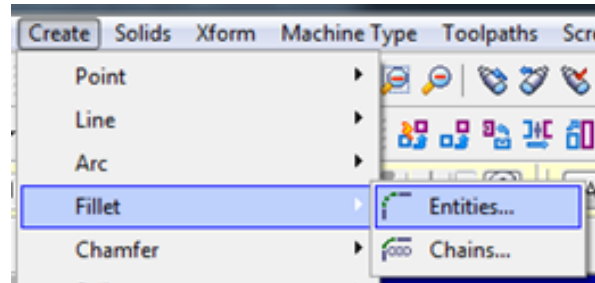 Create Solids Xform Machine Type Toolpaths
Point
Line
Arc
Fillet
Entities...
Chamfer
Chains...